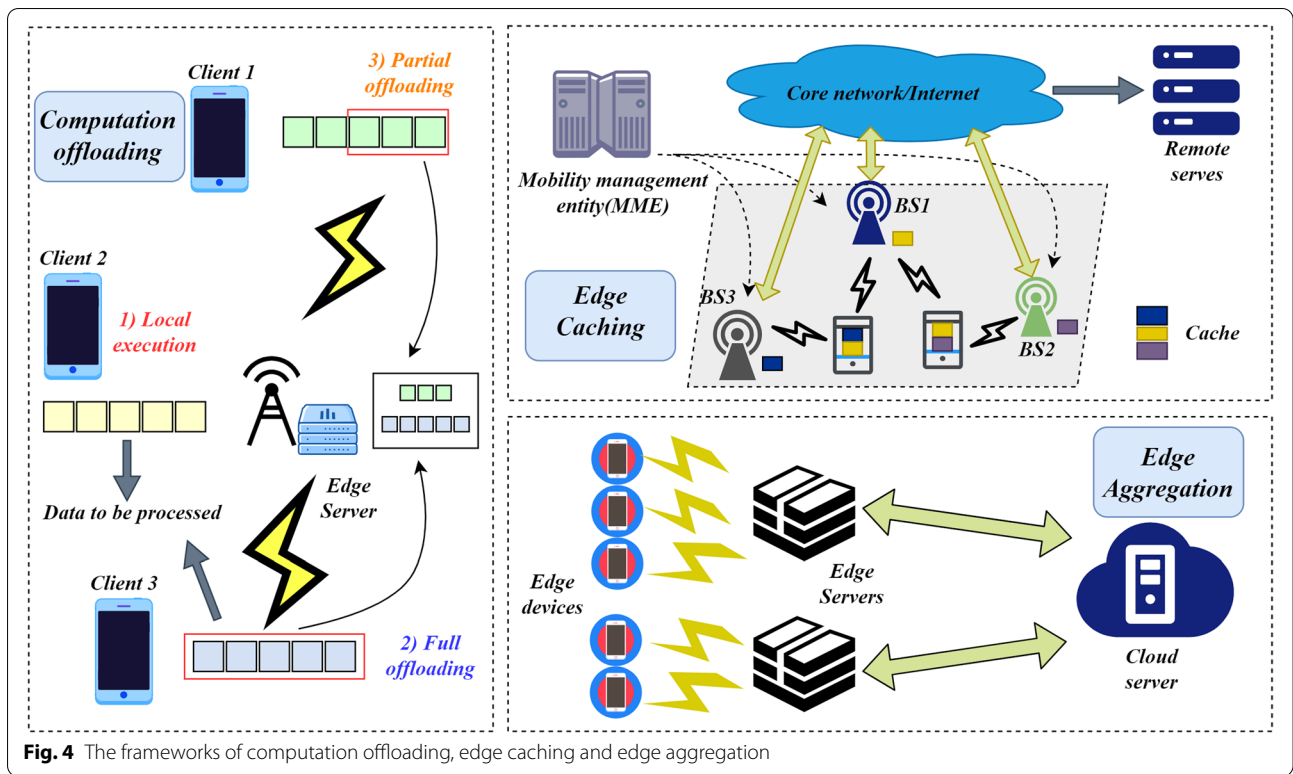 Computation
offloading
Client 1
3) Partial
offloading
Client 2
1) Local
execution
Edge
Server
Data to be processed
Client 3
2) Full
offloading
Core network/Internet
Remote
serves
Mobility management
entity(MME)
BS1
Edge
Caching
BS3
BS2
Cache
Edge
Aggregation
Edge
devices
Edge
Servers
Cloud
server
Fig. 4 The frameworks of computation offloading, edge caching and edge aggregation